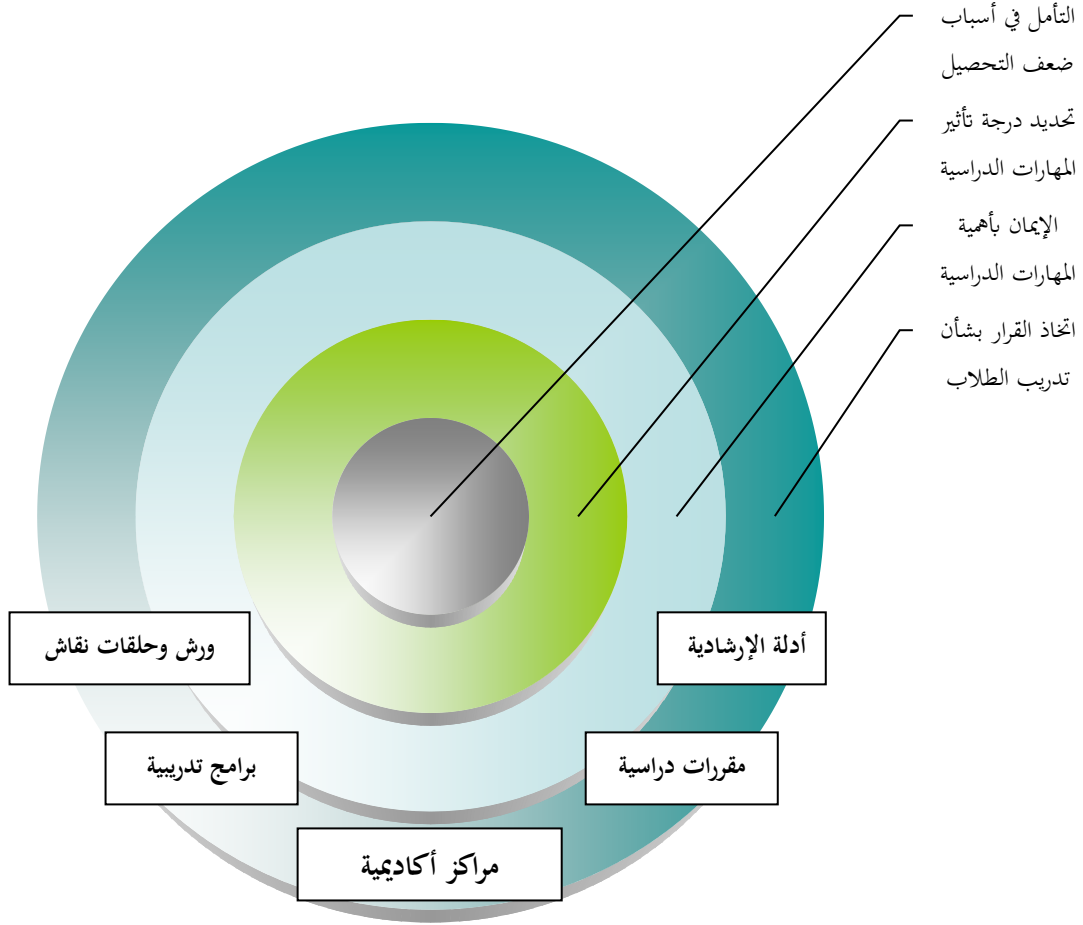 التأمل في أسباب
ضعف التحصيل
تحديد درجة تأثير
المهارات الدراسية
الإيمان بأهمية
المهارات الدراسية
اتخاذ القرار بشأن
تدريب الطلاب
أدلة الإرشادية
ورش وحلقات نقاش
مقررات دراسية
برامج تدريبية
مراكز أكاديمية